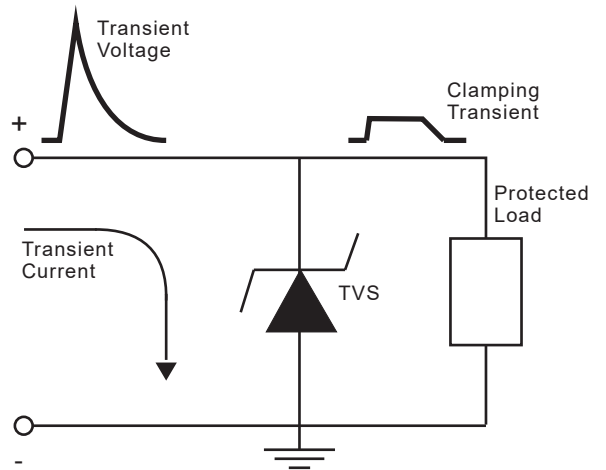 Transient
Voltage
Clamping
Transient
+
Protected
Load
Transient
Current
TVS
-